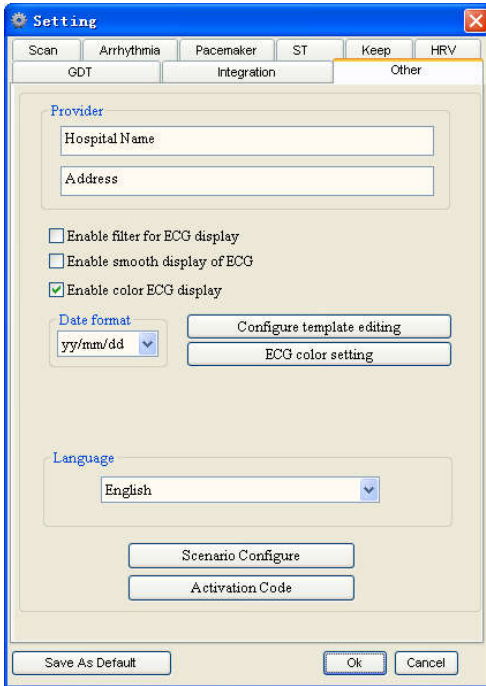 Setting
Scan Arrhythmia Pacemaker ST Keep HRV
GDT Integration Other
Provider
Hospital Name
Address
Enable filter for ECG display
Enable smooth display of ECG
Enable color ECG display
Date format
yy/mm/dd
Configure template editing
ECG color setting
Language
English
Scenario Configure
Activation Code
Save As Default Ok Cancel